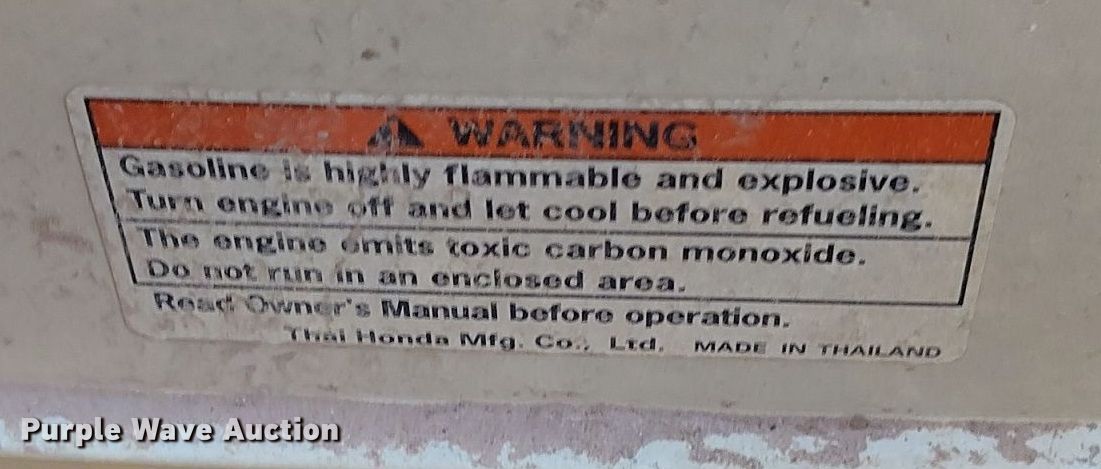 WARNING
Gasoline is highly flammable and explosive.
Turn engine off and let cool before refueling.
The engine emits toxic carbon monoxide.
Do not run in an enclosed area.
Read Owner's Manual before operation.
Thai Honda Mfg. Co., Ltd. MADE IN THAILAND
Purple Wave Auction